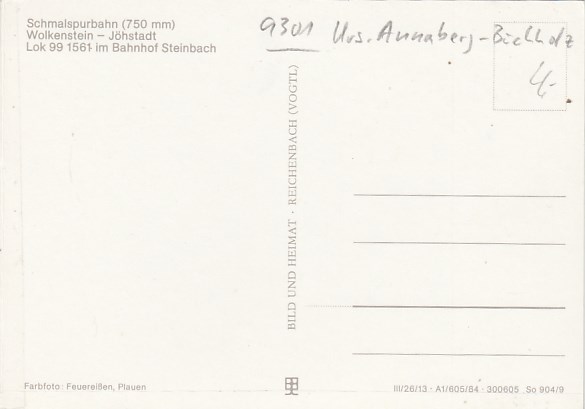 Schmalspurbahn (750 mm)
Wolkenstein – Jöhstadt
Lok 99 1561 im Bahnhof Steinbach
9301 Krs. Annaberg-Buchholz
4,-
BILD UND HEIMAT · REICHENBACH (VOGTL)
Farbfoto: Feuereißen, Plauen
III/26/13 · A1/605/84 · 300605 So 904/9